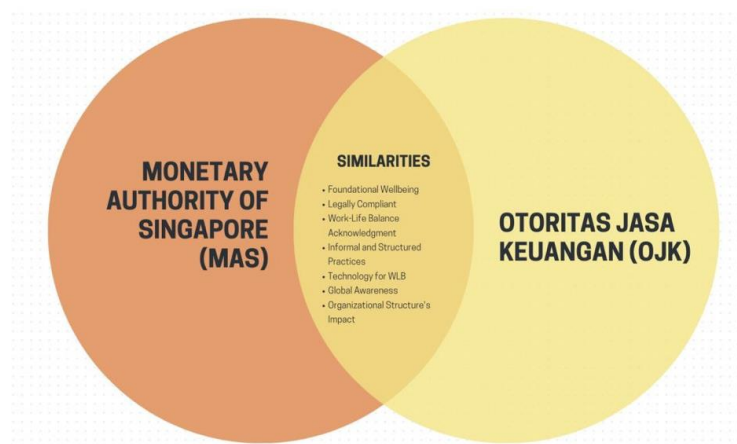 MONETARY
AUTHORITY OF
SINGAPORE
(MAS)
SIMILARITIES
• Foundational Wellbeing
• Legally Compliant
• Work-Life Balance
Acknowledgment
• Informal and Structured
Practices
• Technology for WLB
• Global Awareness
• Organizational Structure's
Impact
OTORITAS JASA
KEUANGAN (OJK)